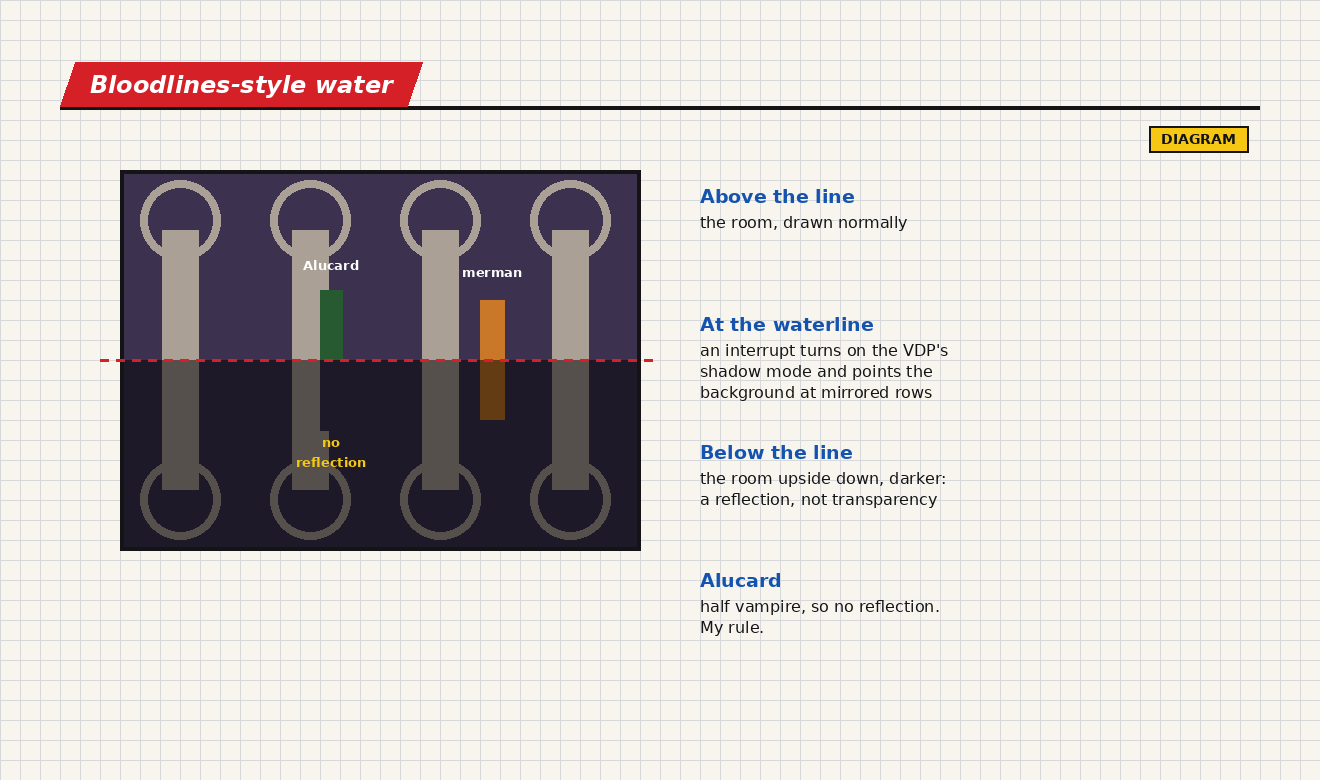 Bloodlines-style water
DIAGRAM
Alucard
merman
no
reflection
Above the line
the room, drawn normally
At the waterline
an interrupt turns on the VDP's
shadow mode and points the
background at mirrored rows
Below the line
the room upside down, darker:
a reflection, not transparency
Alucard
half vampire, so no reflection.
My rule.